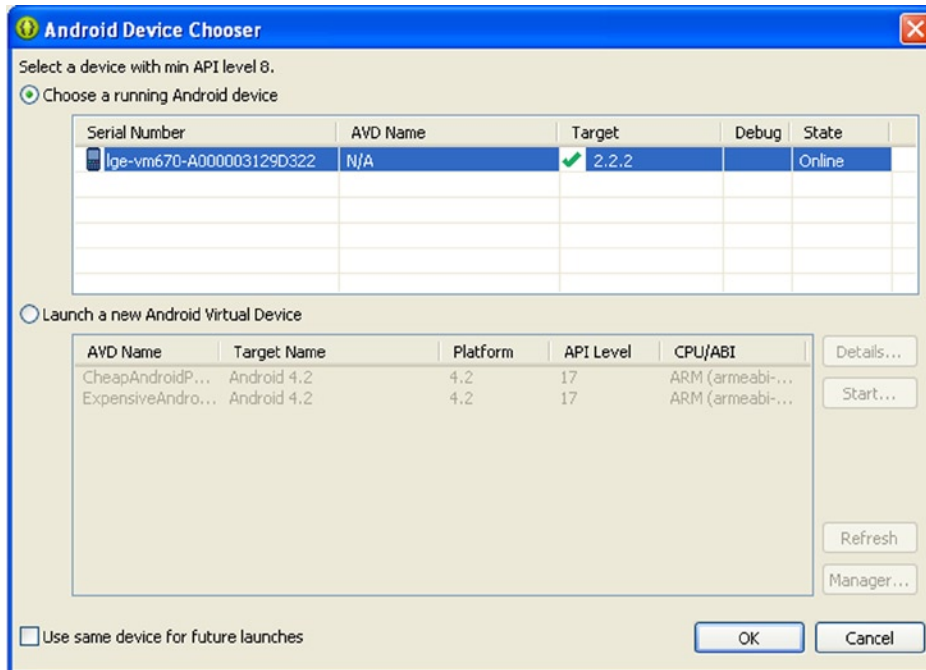 Android Device Chooser
Select a device with min API level 8.
Choose a running Android device
Serial Number AVD Name Target Debug State
lge-vm670-A000003129D322 N/A 2.2.2 Online
Launch a new Android Virtual Device
AVD Name Target Name Platform API Level CPU/ABI Details...
CheapAndroidP... Android 4.2 4.2 17 ARM (armeabi-...
ExpensiveAndro... Android 4.2 4.2 17 ARM (armeabi-... Start...
Refresh
Manager...
Use same device for future launches OK Cancel